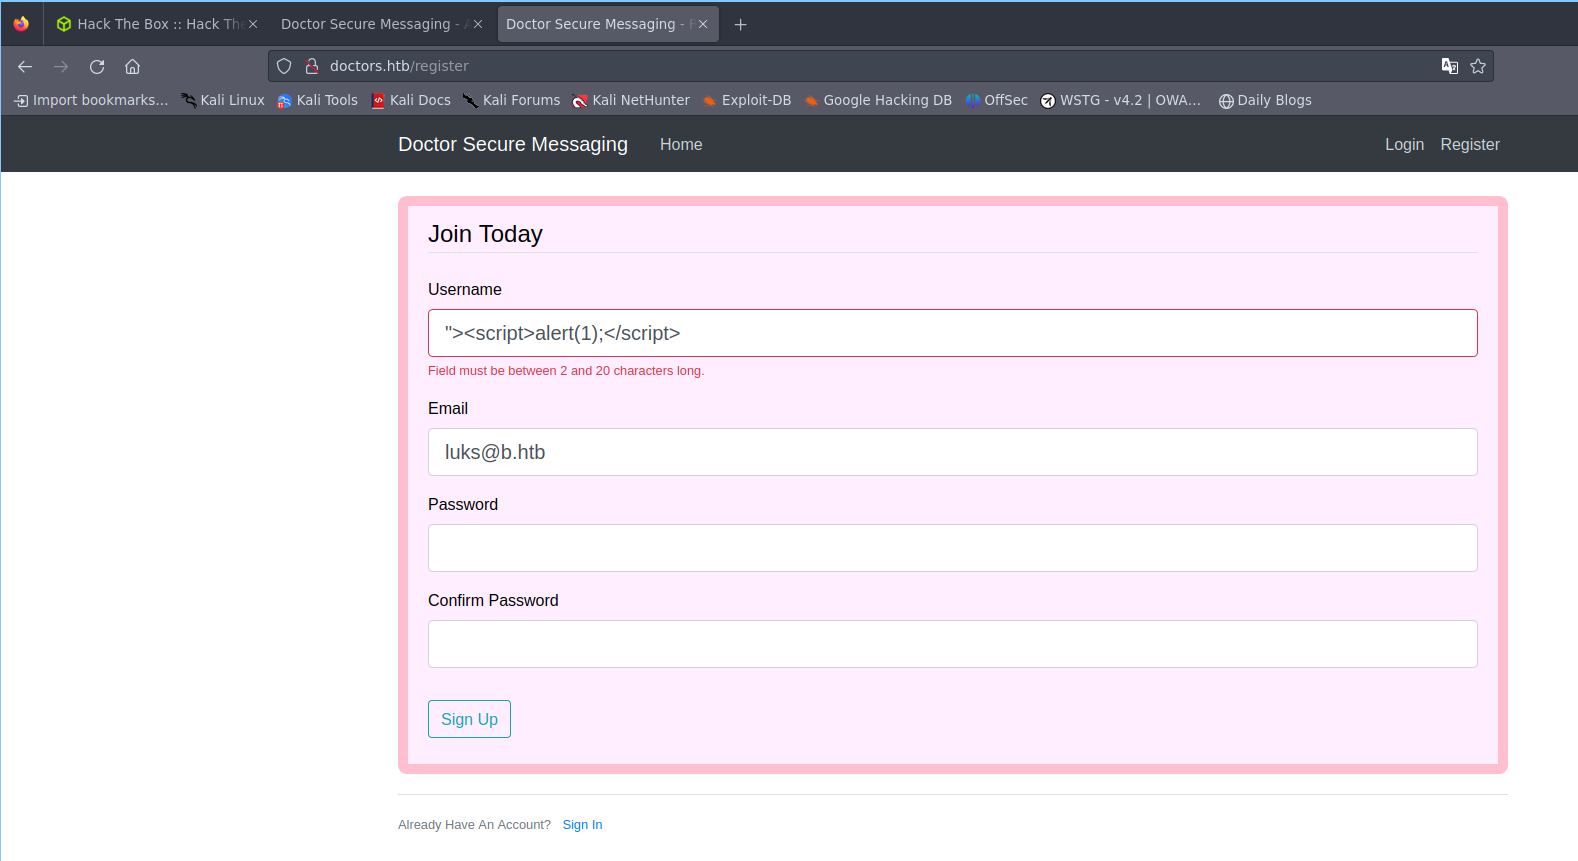 Hack The Box :: Hack The Doctor Secure Messaging - A Doctor Secure Messaging - R
doctors.htb/register
Import bookmarks... Kali Linux Kali Tools Kali Docs Kali Forums Kali NetHunter Exploit-DB Google Hacking DB OffSec WSTG - v4.2 | OWA... Daily Blogs
Doctor Secure Messaging Home Login Register
Join Today
Username
"><script>alert(1);</script>
Field must be between 2 and 20 characters long.
Email
luks@b.htb
Password
Confirm Password
Sign Up
Already Have An Account? Sign In